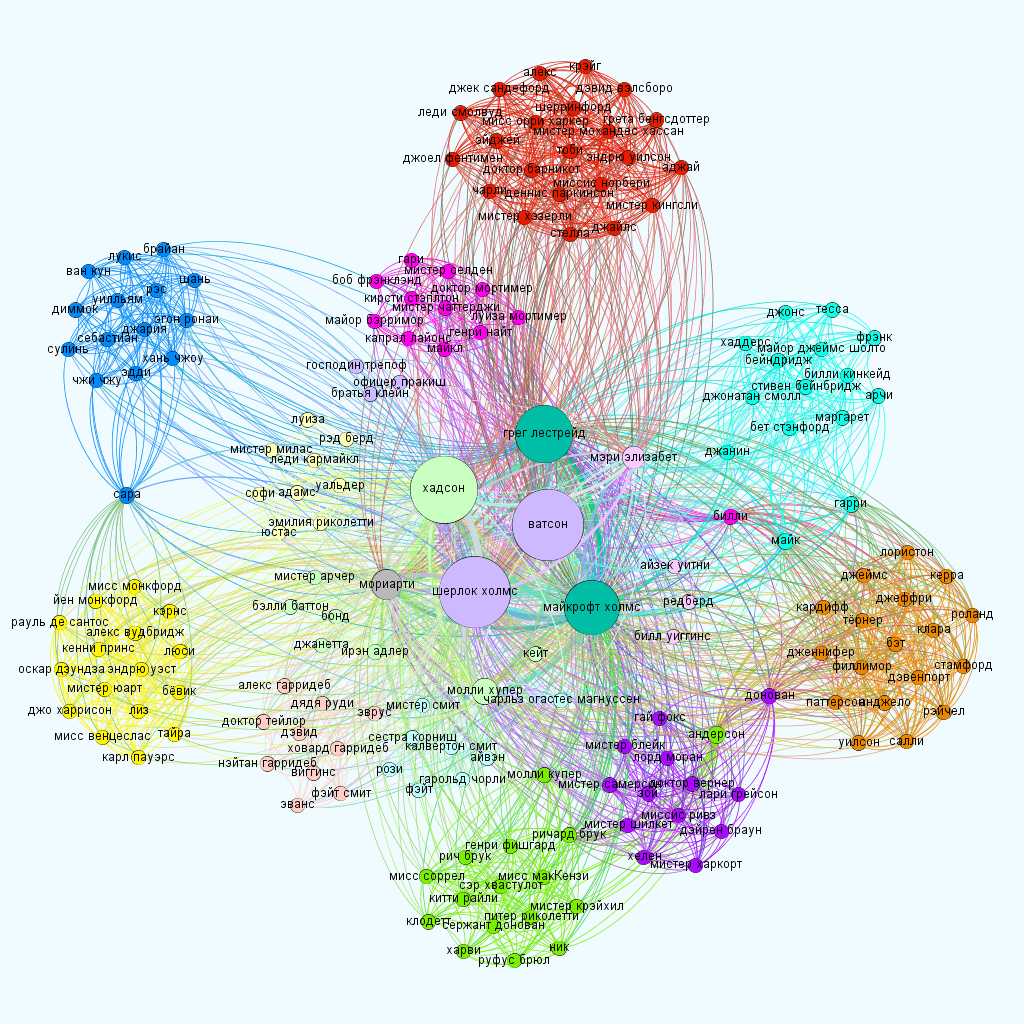 крэйг
алекс
джек сандефорд
дэвид вэлсборо
леди смолвуд
шерринфорд
мисс орри харкер
грета бенгсдоттер
мистер мохандес хассан
эйджей
тоби
джоел фентимен
эндрю уилсон
доктор барникот
аджай
чарли
миссис норбери
деннис паркинсон
мистер кингсли
мистер хэзерли
джайлс
стелла
брайан
лукис
ван кун
рэс
шань
уилльям
диммок
эгон ронаи
джария
себастиан
сулинь
хань чжоу
эдди
чжи чжу
сара
гаси
мистер селден
боб фрэнклэнд
доктор мортимер
кирсти стэплтон
мистер чаттерджи
луиза мортимер
майор бэрримор
генри найт
капрал лайонс
майкл
господин трепоф
офицер пракиш
братья клейн
тесса
джонс
фрэнк
хаддерс
майор джеймс шолто
бейндридж
билли кинкейд
стивен бейнбридж
джонатан смолл
арчи
маргарет
бет стэнфорд
джанин
гарри
майк
билли
луиза
рэд берд
мистер милас
леди кармайкл
уальдер
софи адамс
эмилия риколетти
юстас
грег лестрейд
мэри элизабет
хадсон
ватсон
шерлок холмс
майкрофт холмс
мориарти
мистер арчер
бэлли баттон
бонд
джанетта
ирэн адлер
айзек уитни
редберд
билл уиггинс
кейт
молли хупер
чарльз огастес магнуссен
мисс монкфорд
йен монкфорд
кэрнс
рауль де сантос
алекс вудбридж
кенни принс
люси
оскар дзундза
эндрю уэст
мистер юарт
бёвик
джо харрисон
лиз
мисс венцеслас
тайра
карл пауэрс
лористон
джеймс
керра
джеффри
кардифф
роланд
тёрнер
клара
бэт
дженнифер
филлимор
стамфорд
дэвенпорт
паттерсон
анджело
рэйчел
уилсон
салли
алекс гарридеб
дядя руди
эврус
доктор тейлор
дэвид
ховард гарридеб
нэйтан гарридеб
виггинс
фэйт смит
эванс
мистер смит
сестра корниш
калвертон смит
айвэн
рози
гарольд чорли
фэйт
донован
гай фокс
андерсон
мистер блейк
лорд моран
мистер самерсон
доктор вернер
зои
лари грейсон
миссис ривз
мистер шилкет
дэйрен браун
хелен
мистер харкорт
молли купер
ричард брук
генри фишгард
рич брук
мисс соррел
мисс макКензи
сэр хвастулот
китти райли
мистер крэйхил
питер риколетти
клодетт
сержант донован
харви
ник
руфус брюл